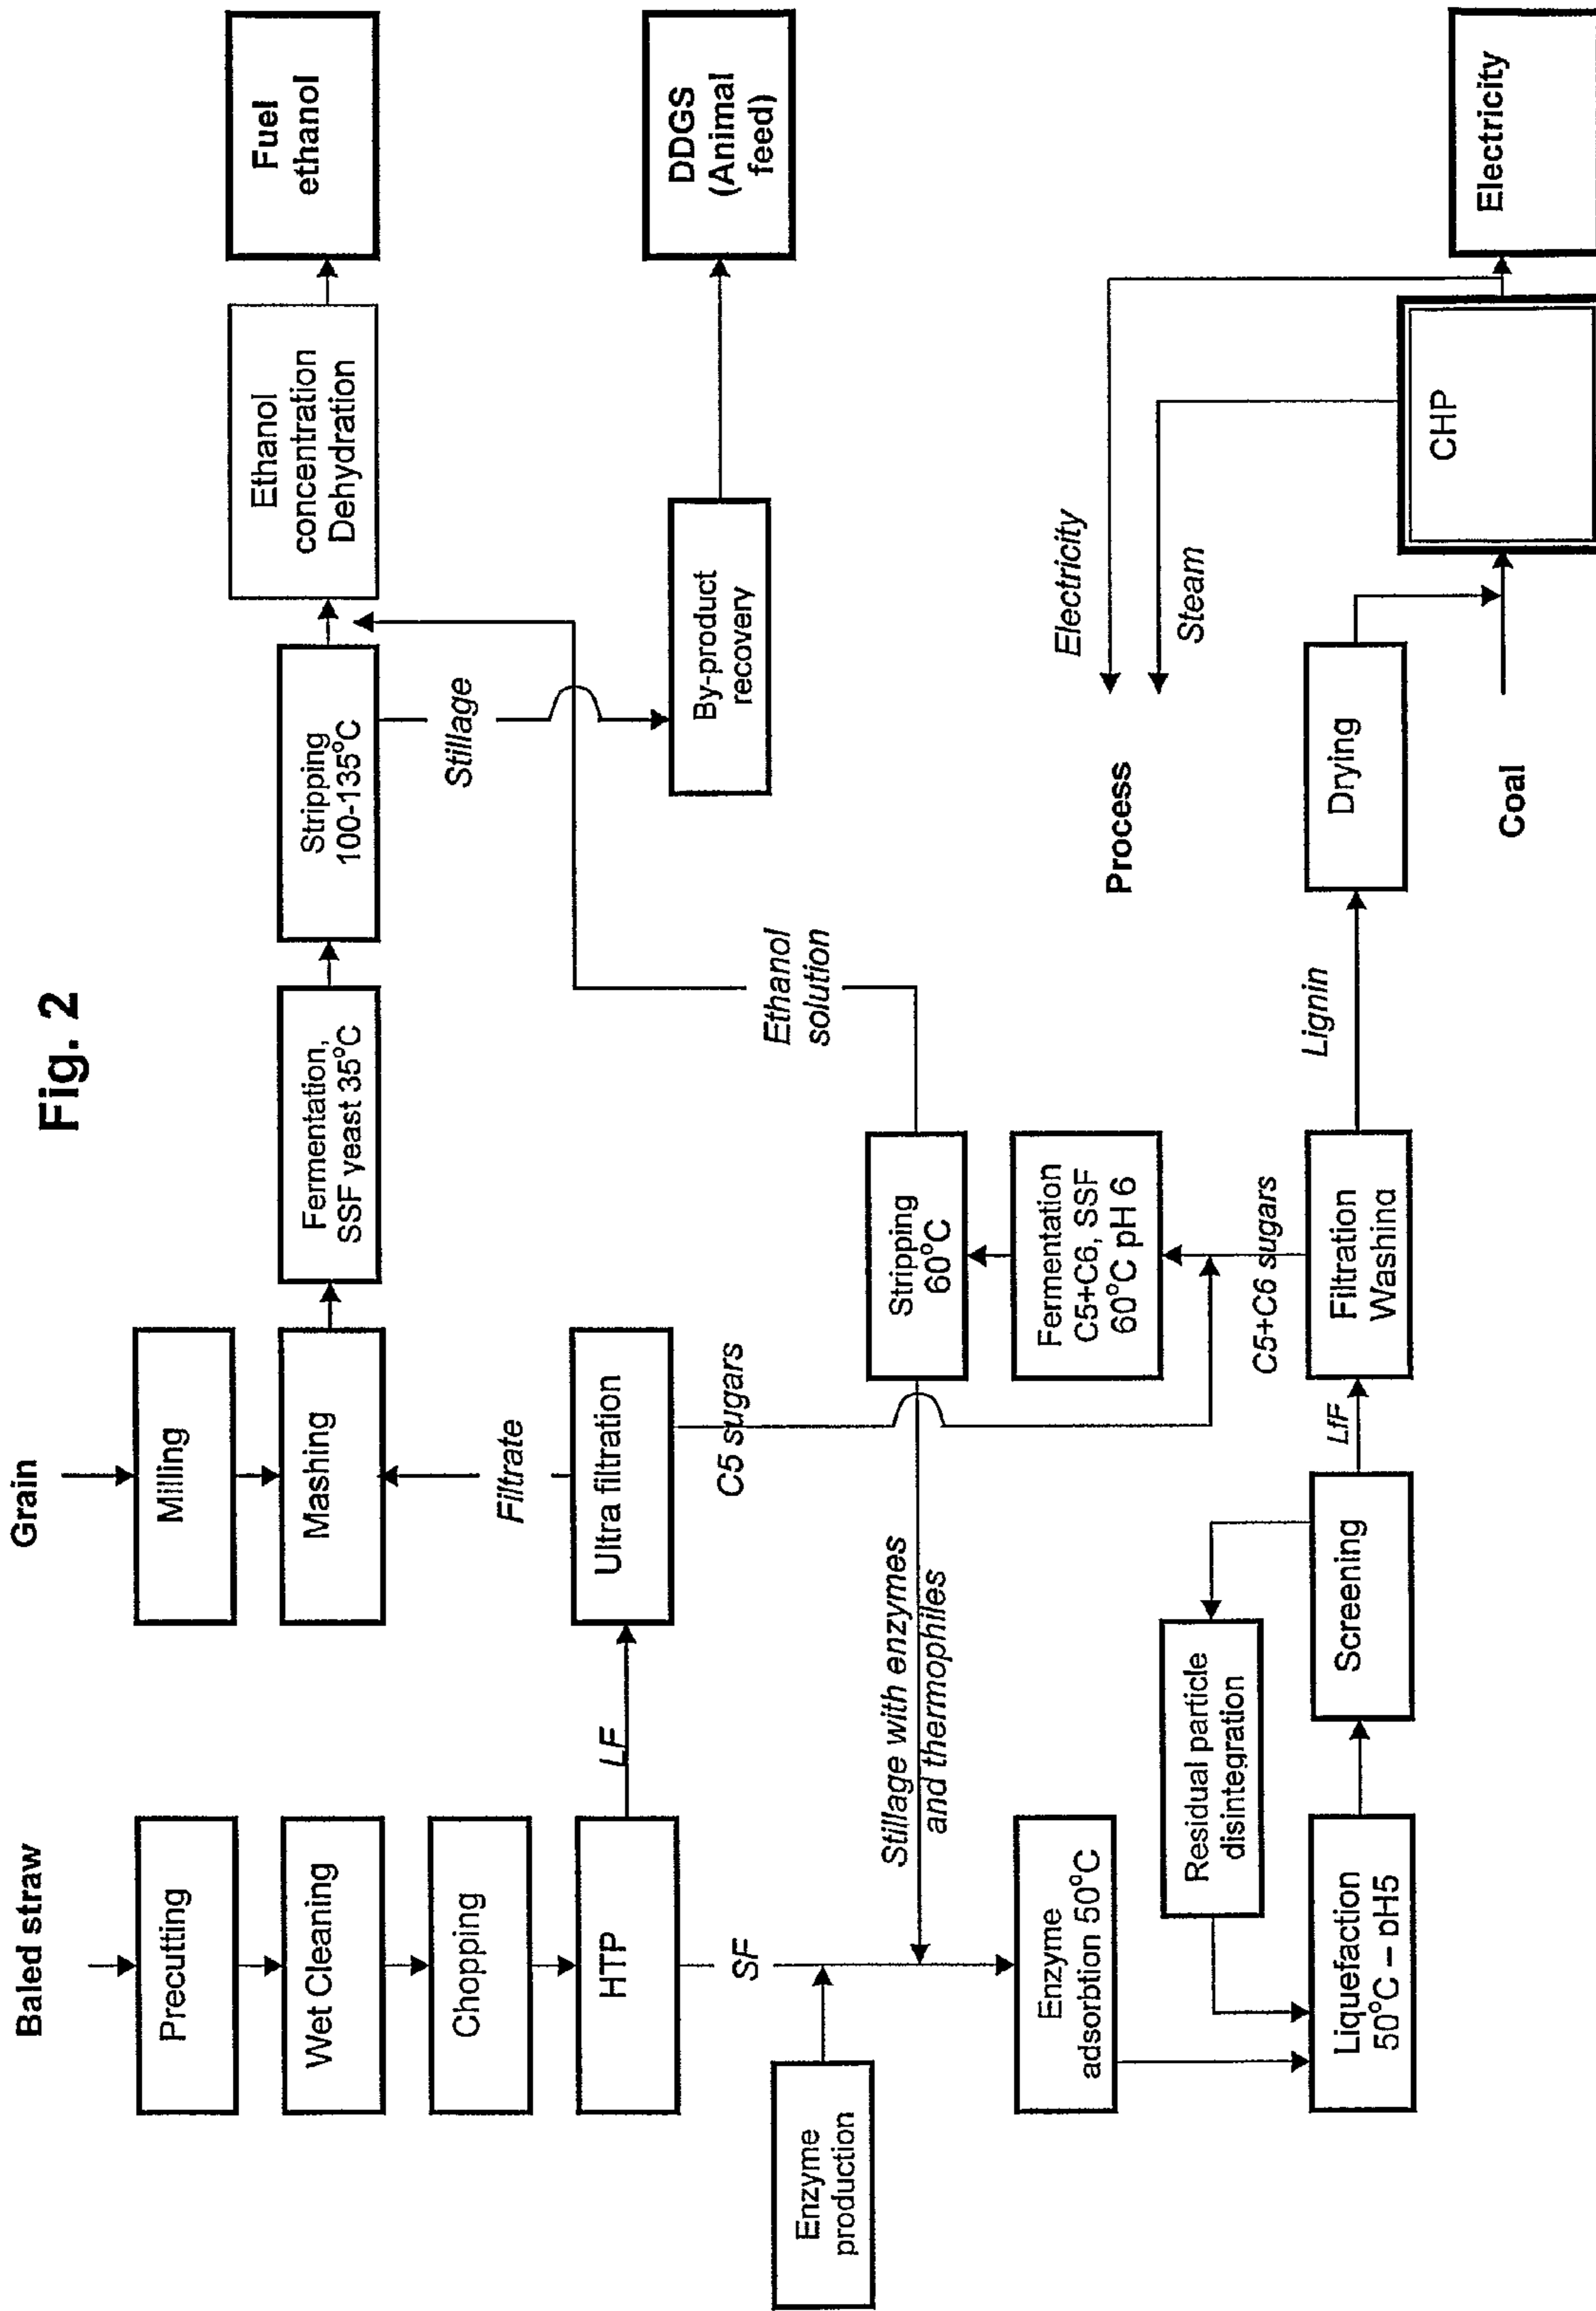 Fig. 2
Baled straw
Precutting
Wet Cleaning
Chopping
HTP
LF
SF
Enzyme
production
Grain
Milling
Mashing
Filtrate
Ultra filtration
C5 sugars
Fermentation,
SSF yeast 35°C
Stripping
100-135°C
Stillage
Ethanol
concentration
Dehydration
Fuel
ethanol
By-product
recovery
DDGS
(Animal
feed)
Ethanol
solution
Stripping
60°C
Fermentation
C5+C6, SSF
60°C pH 6
C5+C6 sugars
Stillage with enzymes
and thermophiles
Enzyme
adsorbtion 50°C
Residual particle
disintegration
Liquefaction
50°C – pH5
Screening
LfF
Filtration
Washing
Lignin
Drying
Coal
Process
Electricity
Steam
CHP
Electricity